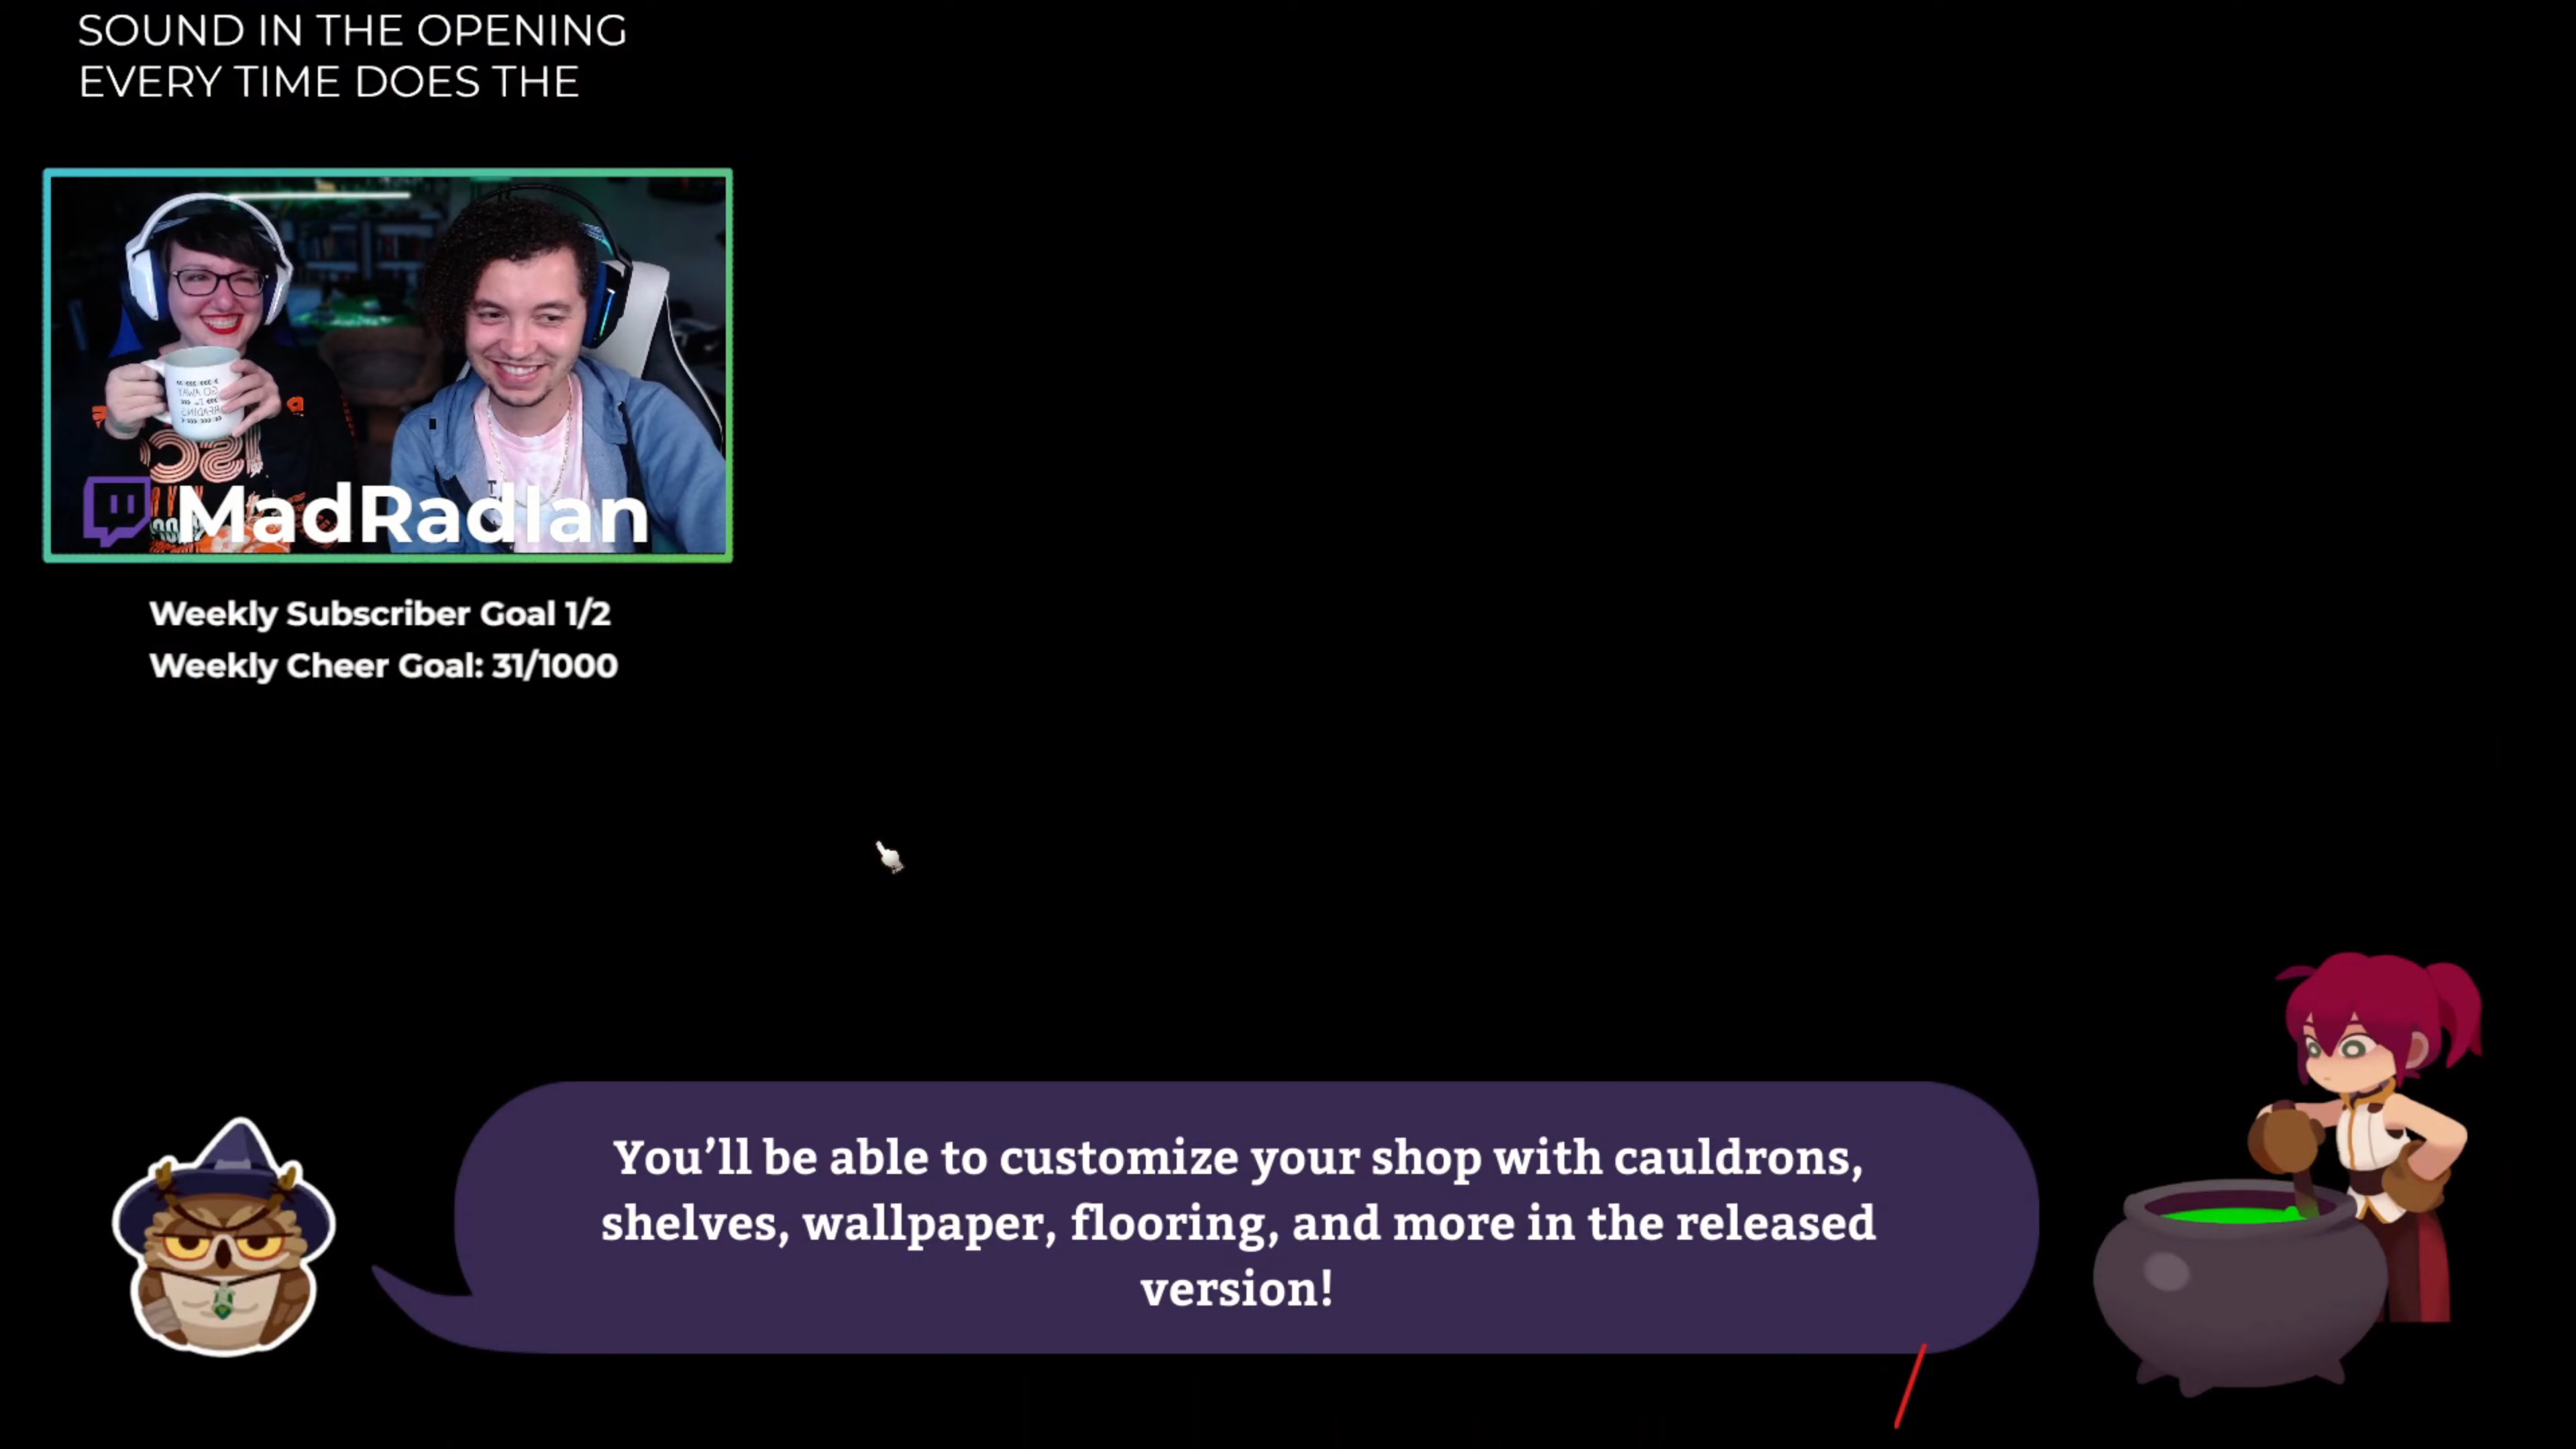 SOUND IN THE OPENING
EVERY TIME DOES THE
MadRadIan
Weekly Subscriber Goal 1/2
Weekly Cheer Goal: 31/1000
You’ll be able to customize your shop with cauldrons,
shelves, wallpaper, flooring, and more in the released
version!